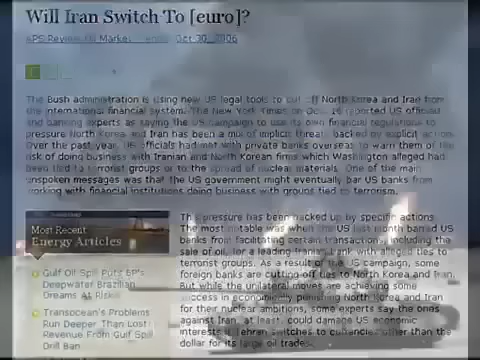 Will Iran Switch To [euro]?
Oct 30, 2006
The Bush administration is using new US legal tools to cut off North Korea and Iran from
the international financial system. The New York Times on Oct. 16 reported US officials
and banking experts as saying the US campaign to use its own financial regulations to
pressure North Korea and Iran has been a mix of implicit threat, backed by explicit action.
Over the past year, US officials had met with private banks overseas to warn them of the
risk of doing business with Iranian and North Korean firms which Washington alleged had
been tied to terrorist groups or to the spread of nuclear materials. One of the main
unspoken messages was that the US government might eventually bar US banks from
working with financial institutions doing business with groups tied to terrorism.
Most Recent
Energy Articles
Gulf Oil Spill Puts BP's
Deepwater Brazilian
Dreams At Risk
Transocean's Problems
Run Deeper Than Lost
Revenue From Gulf Spill
Drill Ban
The pressure has been backed up by specific actions.
The most notable was when the US last month barred US
banks from facilitating certain transactions, including the
sale of oil, for a leading Iranian bank with alleged ties to
terrorist groups. As a result of the US campaign, some
foreign banks are cutting off ties to North Korea and Iran.
But while the unilateral moves are achieving some
success in economically punishing North Korea and Iran
for their nuclear ambitions, some experts say the ones
against Iran, at least, could damage US economic
interests if Tehran switches to currencies other than the
dollar for its large oil trades.